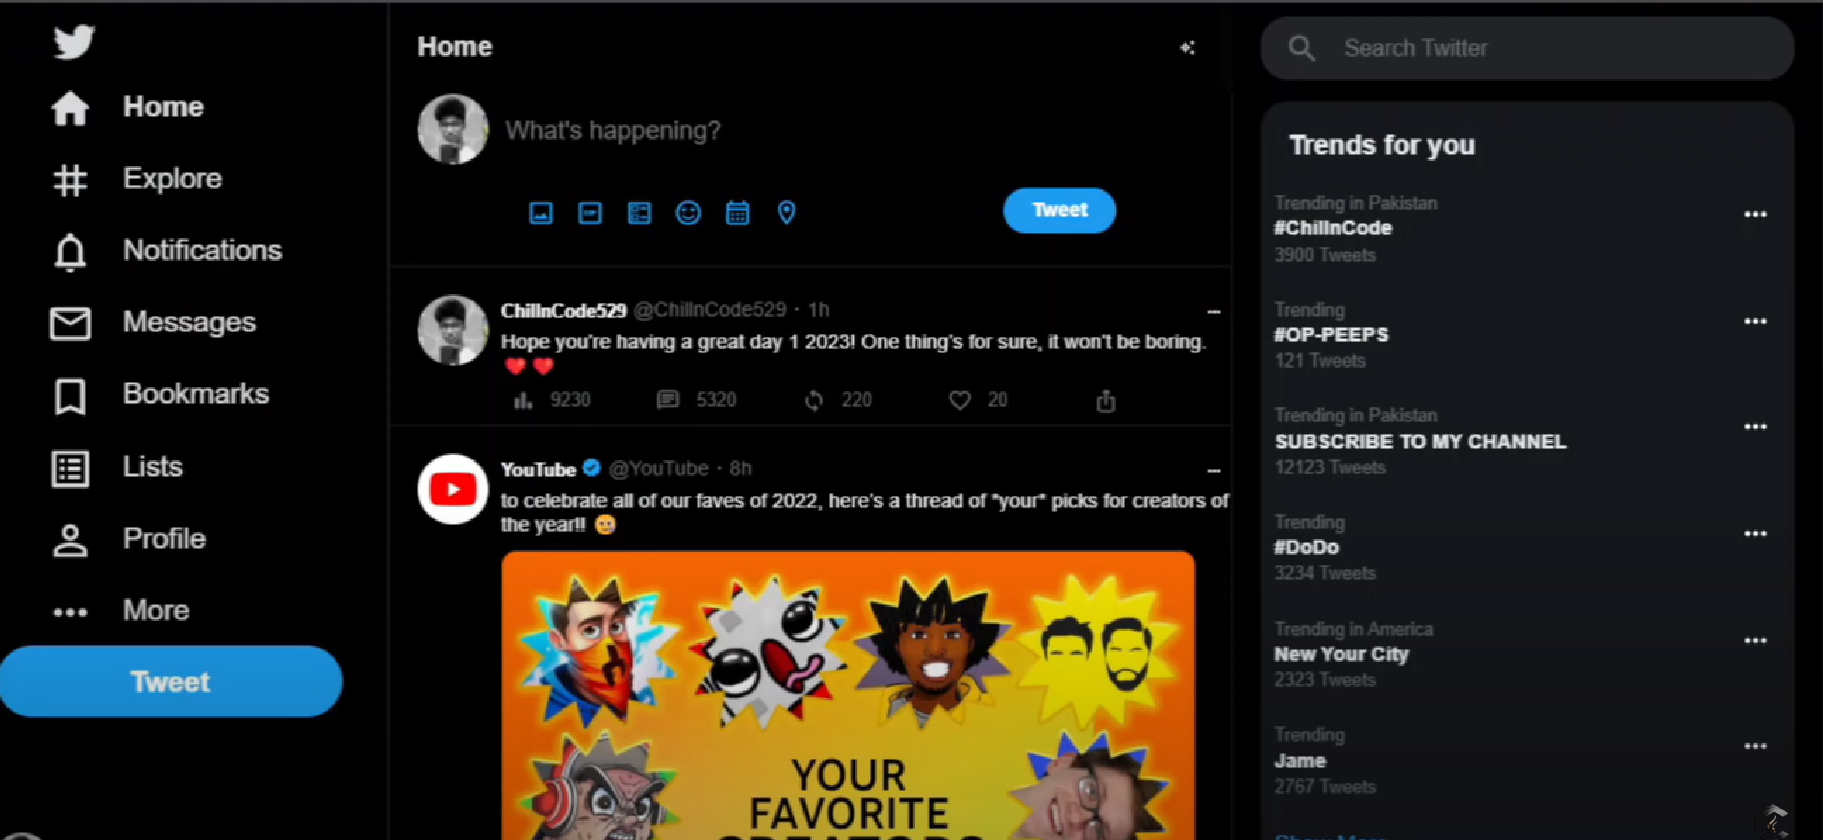 Home
Explore
Notifications
Messages
Bookmarks
Lists
Profile
More
Tweet
Home
What's happening?
Tweet
ChillnCode529 @ChillnCode529 · 1h
Hope you're having a great day 1 2023! One thing's for sure, it won't be boring.
❤️❤️
9230 5320 220 20
YouTube @YouTube · 8h
to celebrate all of our faves of 2022, here's a thread of *your* picks for creators of
the year!!
YOUR
FAVORITE
CREATORS
Search Twitter
Trends for you
Trending in Pakistan
#ChillnCode
3900 Tweets
Trending
#OP-PEEPS
121 Tweets
Trending in Pakistan
SUBSCRIBE TO MY CHANNEL
12123 Tweets
Trending
#DoDo
3234 Tweets
Trending in America
New Your City
2323 Tweets
Trending
Jame
2767 Tweets
Show More